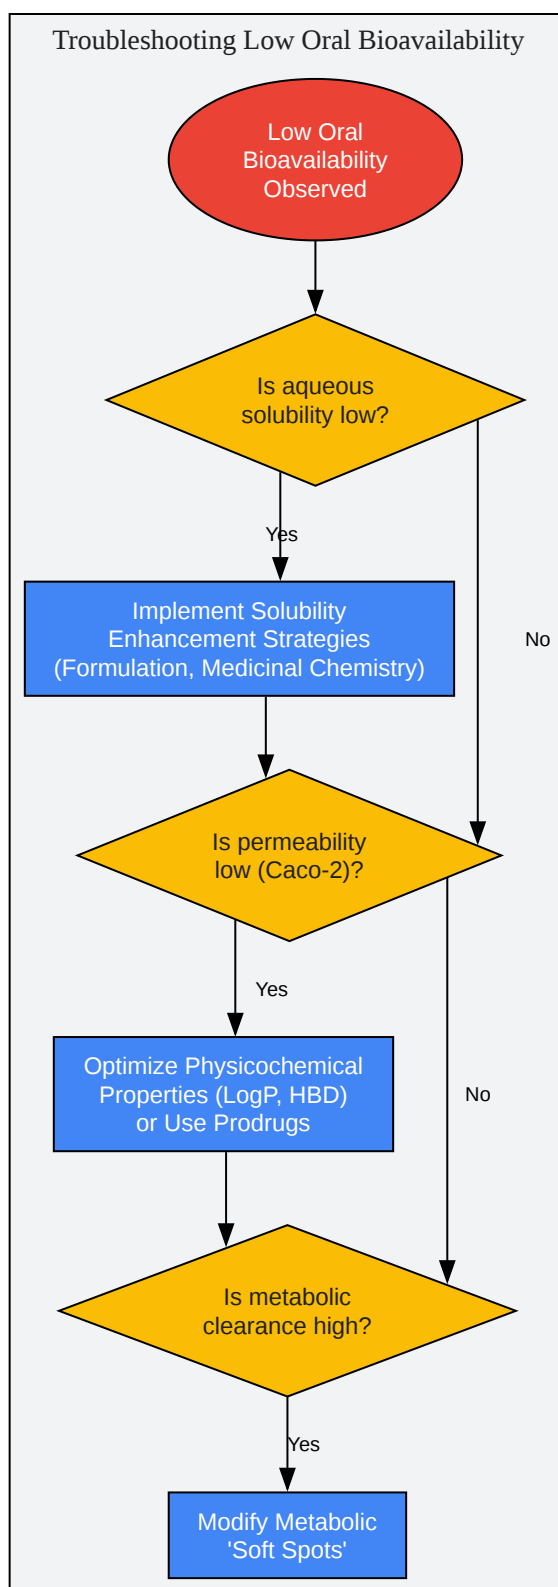 Troubleshooting Low Oral Bioavailability
Low Oral
Bioavailability
Observed
Is aqueous
solubility low?
Yes
Implement Solubility
Enhancement Strategies
(Formulation, Medicinal Chemistry)
No
Is permeability
low (Caco-2)?
Yes
Optimize Physicochemical
Properties (LogP, HBD)
or Use Prodrugs
No
Is metabolic
clearance high?
Yes
Modify Metabolic
'Soft Spots'